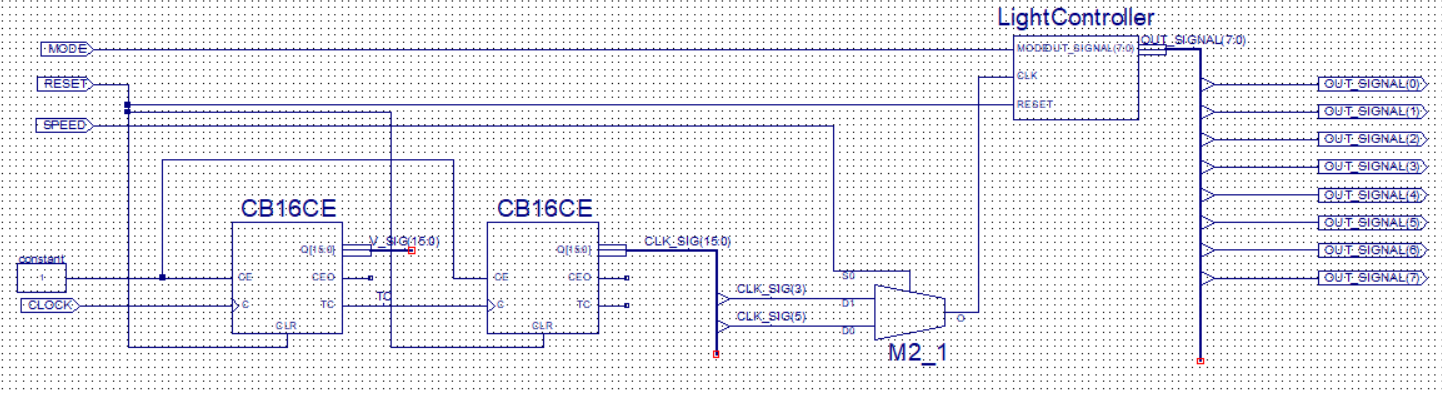 LightController
MODE
MODE
OUT_SIGNAL(7:0)
OUT_SIGNAL(7:0)
CLK
RESET
RESET
SPEED
OUT_SIGNAL(0)
OUT_SIGNAL(1)
OUT_SIGNAL(2)
OUT_SIGNAL(3)
OUT_SIGNAL(4)
OUT_SIGNAL(5)
OUT_SIGNAL(6)
OUT_SIGNAL(7)
CB16CE
CB16CE
Q[15:0]
V_SIG(15:0)
Q[15:0]
CLK_SIG(15:0)
constant
1
CE
CEO
CE
CEO
S0
CLOCK
C
TC
TC
C
TC
CLR
CLR
CLK_SIG(3)
D1
CLK_SIG(5)
D0
O
M2_1